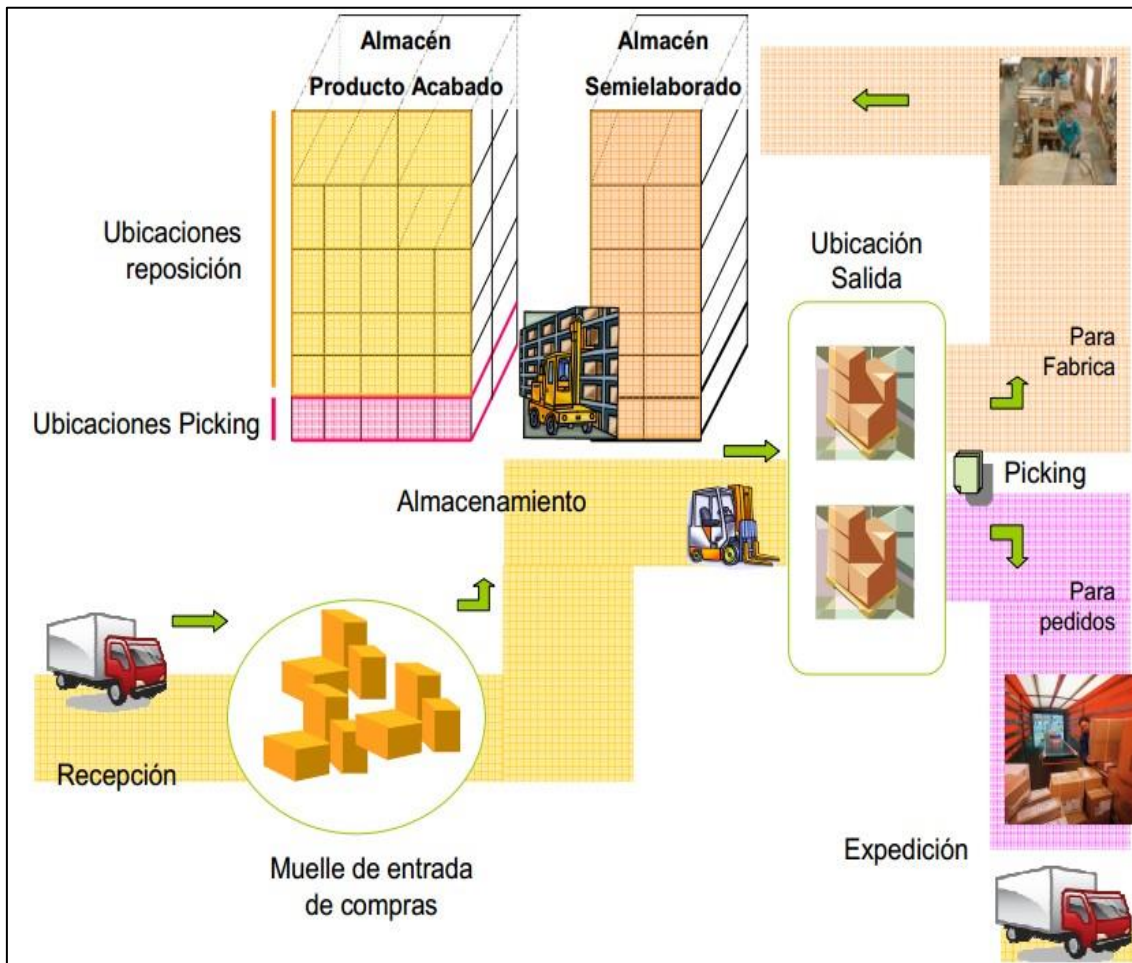 Almacén
Producto Acabado
Almacén
Semielaborado
Ubicaciones
reposición
Ubicaciones Picking
Ubicación
Salida
Para
Fabrica
Picking
Almacenamiento
Para
pedidos
Recepción
Muelle de entrada
de compras
Expedición